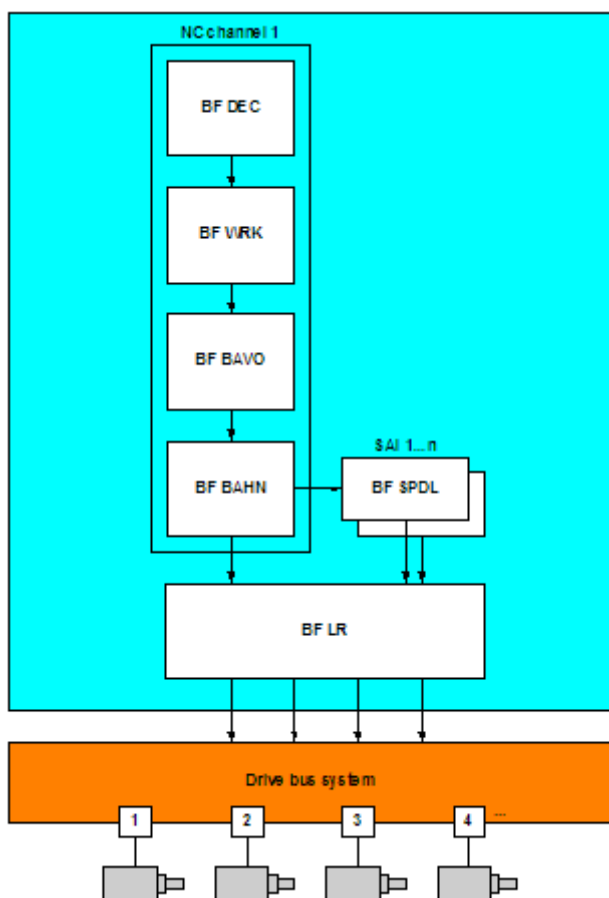 NC channel 1
BF DEC
BF WRK
BF BAVO
BF BAHN
SAI 1...n
BF SPDL
BF LR
Drive bus system
1 2 3 4 ...